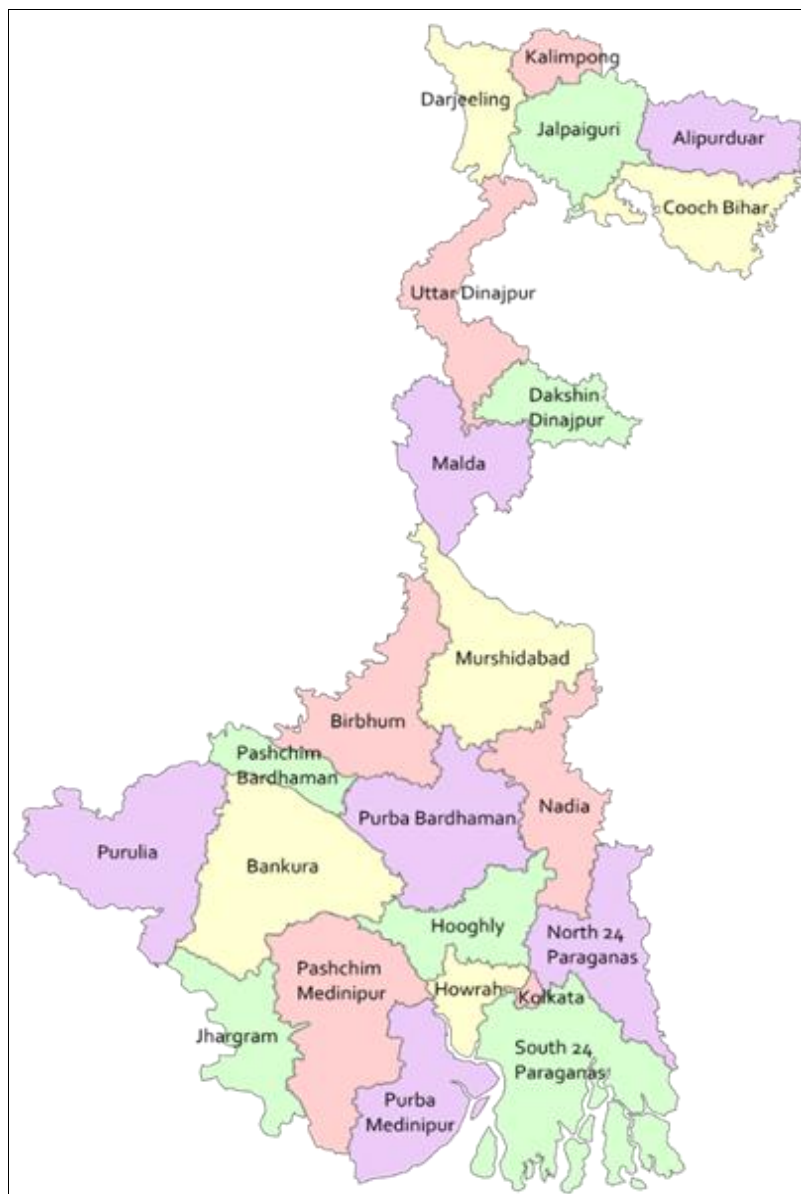 Kalimpong
Darjeeling
Jalpaiguri
Alipurduar
Cooch Bihar
Uttar Dinajpur
Dakshin
Dinajpur
Malda
Murshidabad
Birbhum
Pashchim
Bardhaman
Nadia
Purba Bardhaman
Purulia
Bankura
Hooghly
North 24
Paraganas
Pashchim
Medinipur
Howrah
Kolkata
Jhargram
South 24
Paraganas
Purba
Medinipur